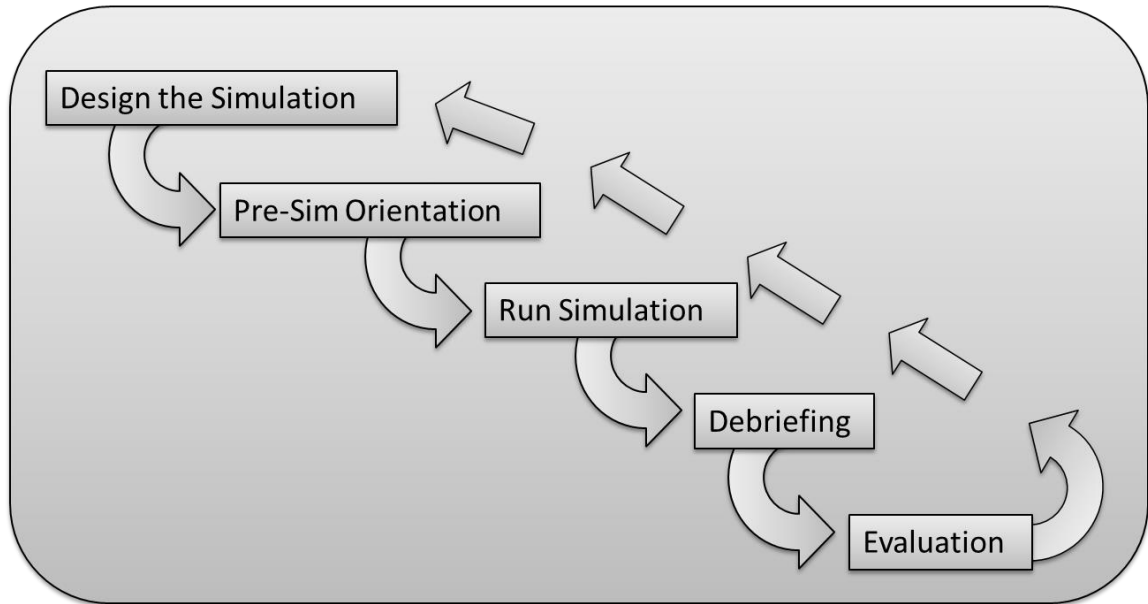 Design the Simulation
Pre-Sim Orientation
Run Simulation
Debriefing
Evaluation